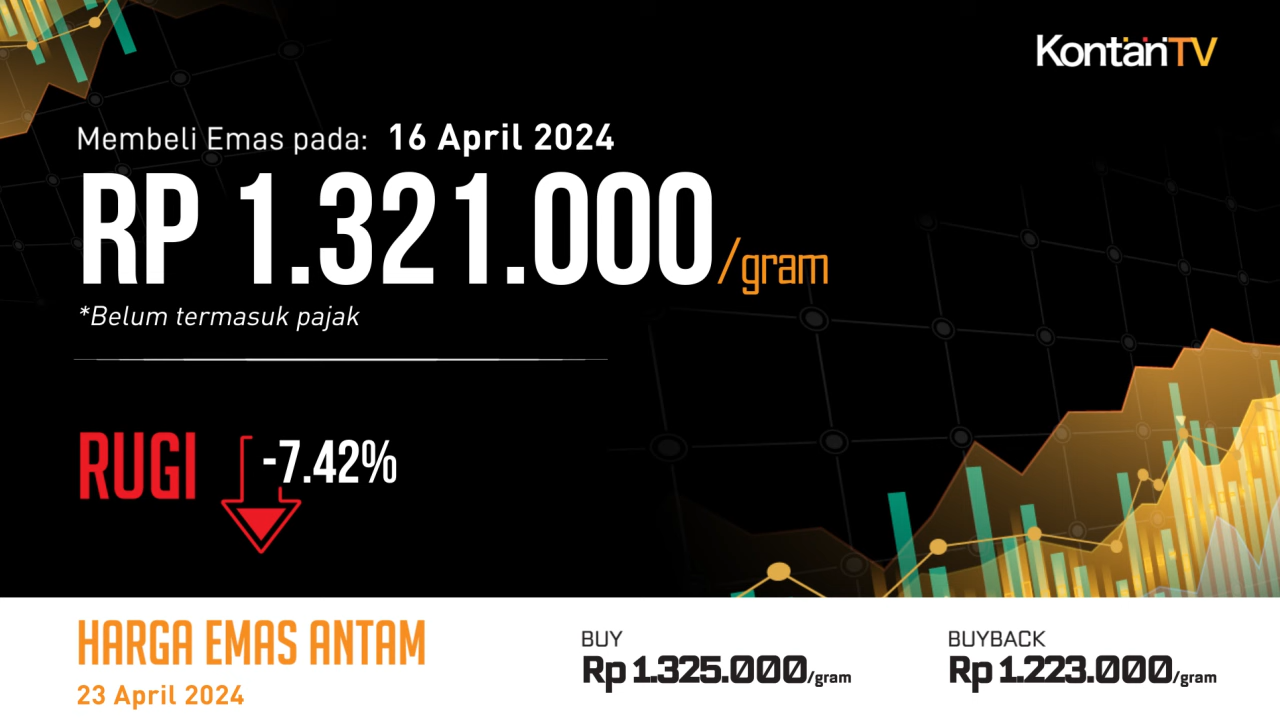 KontanTV
Membeli Emas pada: 16 April 2024
RP 1.321.000/gram
*Belum termasuk pajak
RUGI -7.42%
HARGA EMAS ANTAM
23 April 2024
BUY
Rp 1.325.000/gram
BUYBACK
Rp 1.223.000/gram